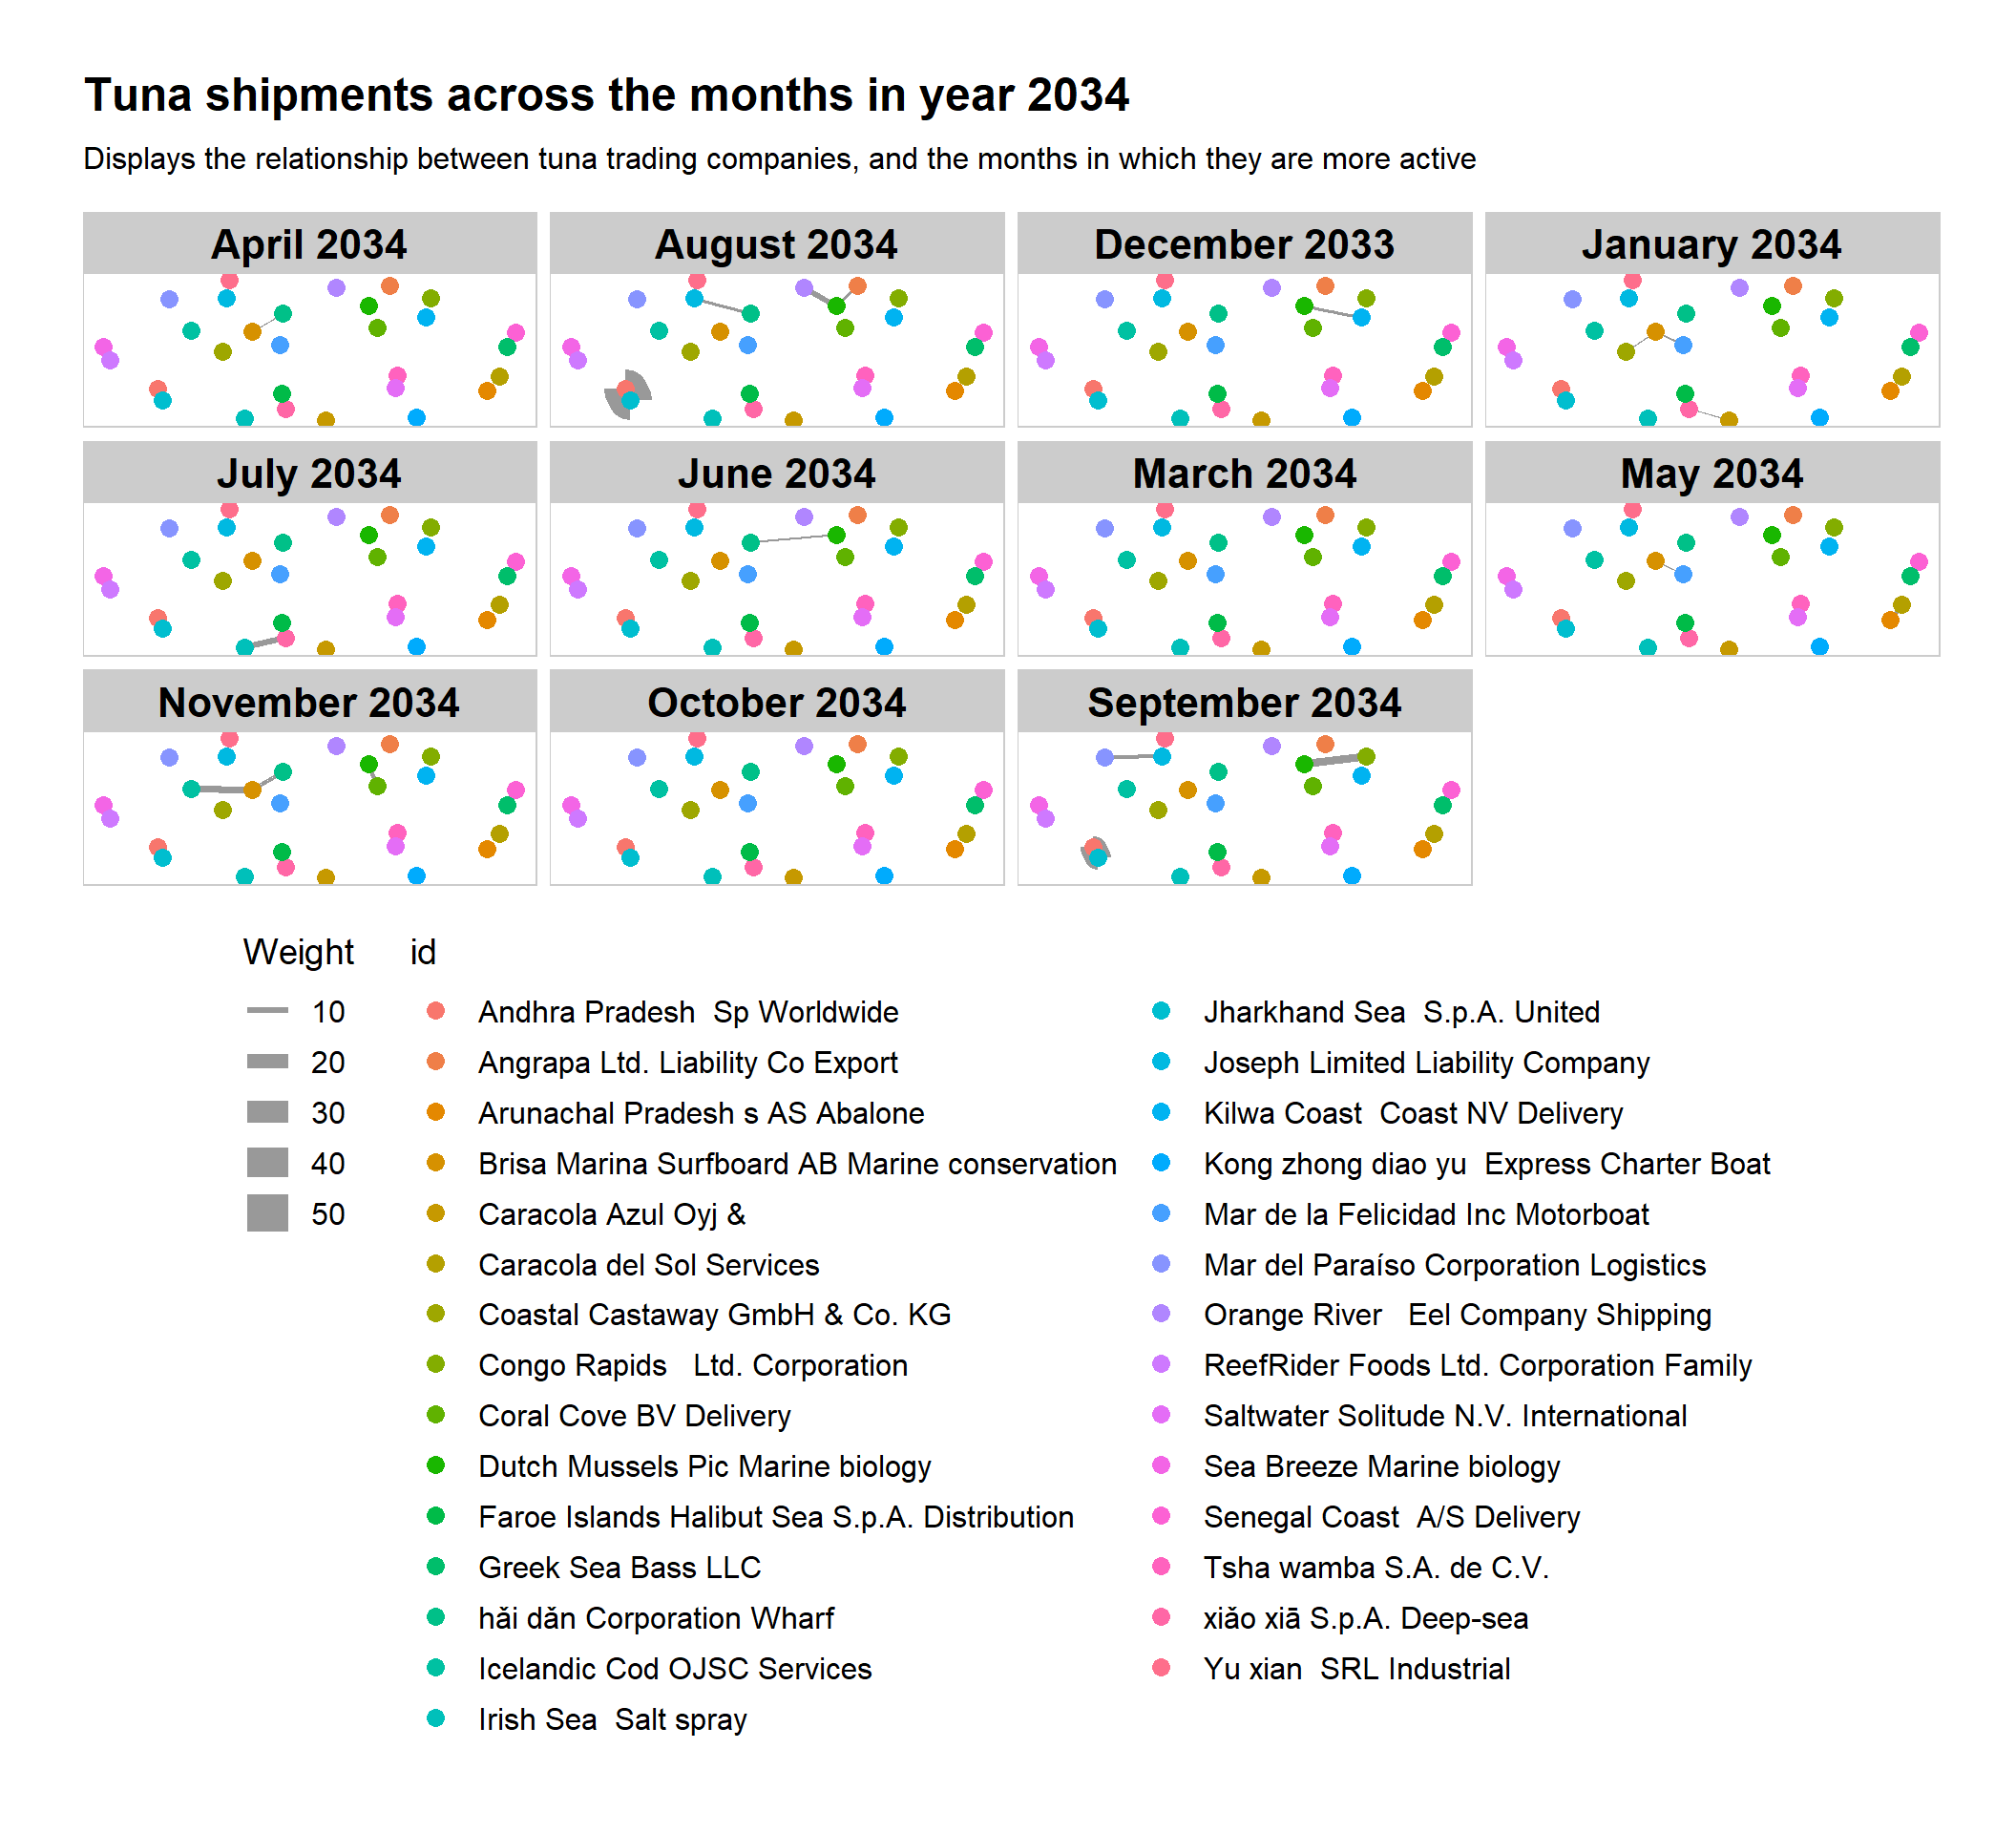 Tuna shipments across the months in year 2034
Displays the relationship between tuna trading companies, and the months in which they are more active
April 2034
August 2034
December 2033
January 2034
July 2034
June 2034
March 2034
May 2034
November 2034
October 2034
September 2034
Weight
10
20
30
40
50
id
Andhra Pradesh  Sp Worldwide
Angrapa Ltd. Liability Co Export
Arunachal Pradesh s AS Abalone
Brisa Marina Surfboard AB Marine conservation
Caracola Azul Oyj &
Caracola del Sol Services
Coastal Castaway GmbH & Co. KG
Congo Rapids   Ltd. Corporation
Coral Cove BV Delivery
Dutch Mussels Pic Marine biology
Faroe Islands Halibut Sea S.p.A. Distribution
Greek Sea Bass LLC
hǎi dǎn Corporation Wharf
Icelandic Cod OJSC Services
Irish Sea  Salt spray
Jharkhand Sea  S.p.A. United
Joseph Limited Liability Company
Kilwa Coast  Coast NV Delivery
Kong zhong diao yu  Express Charter Boat
Mar de la Felicidad Inc Motorboat
Mar del Paraíso Corporation Logistics
Orange River   Eel Company Shipping
ReefRider Foods Ltd. Corporation Family
Saltwater Solitude N.V. International
Sea Breeze Marine biology
Senegal Coast  A/S Delivery
Tsha wamba S.A. de C.V.
xiǎo xiā S.p.A. Deep-sea
Yu xian  SRL Industrial